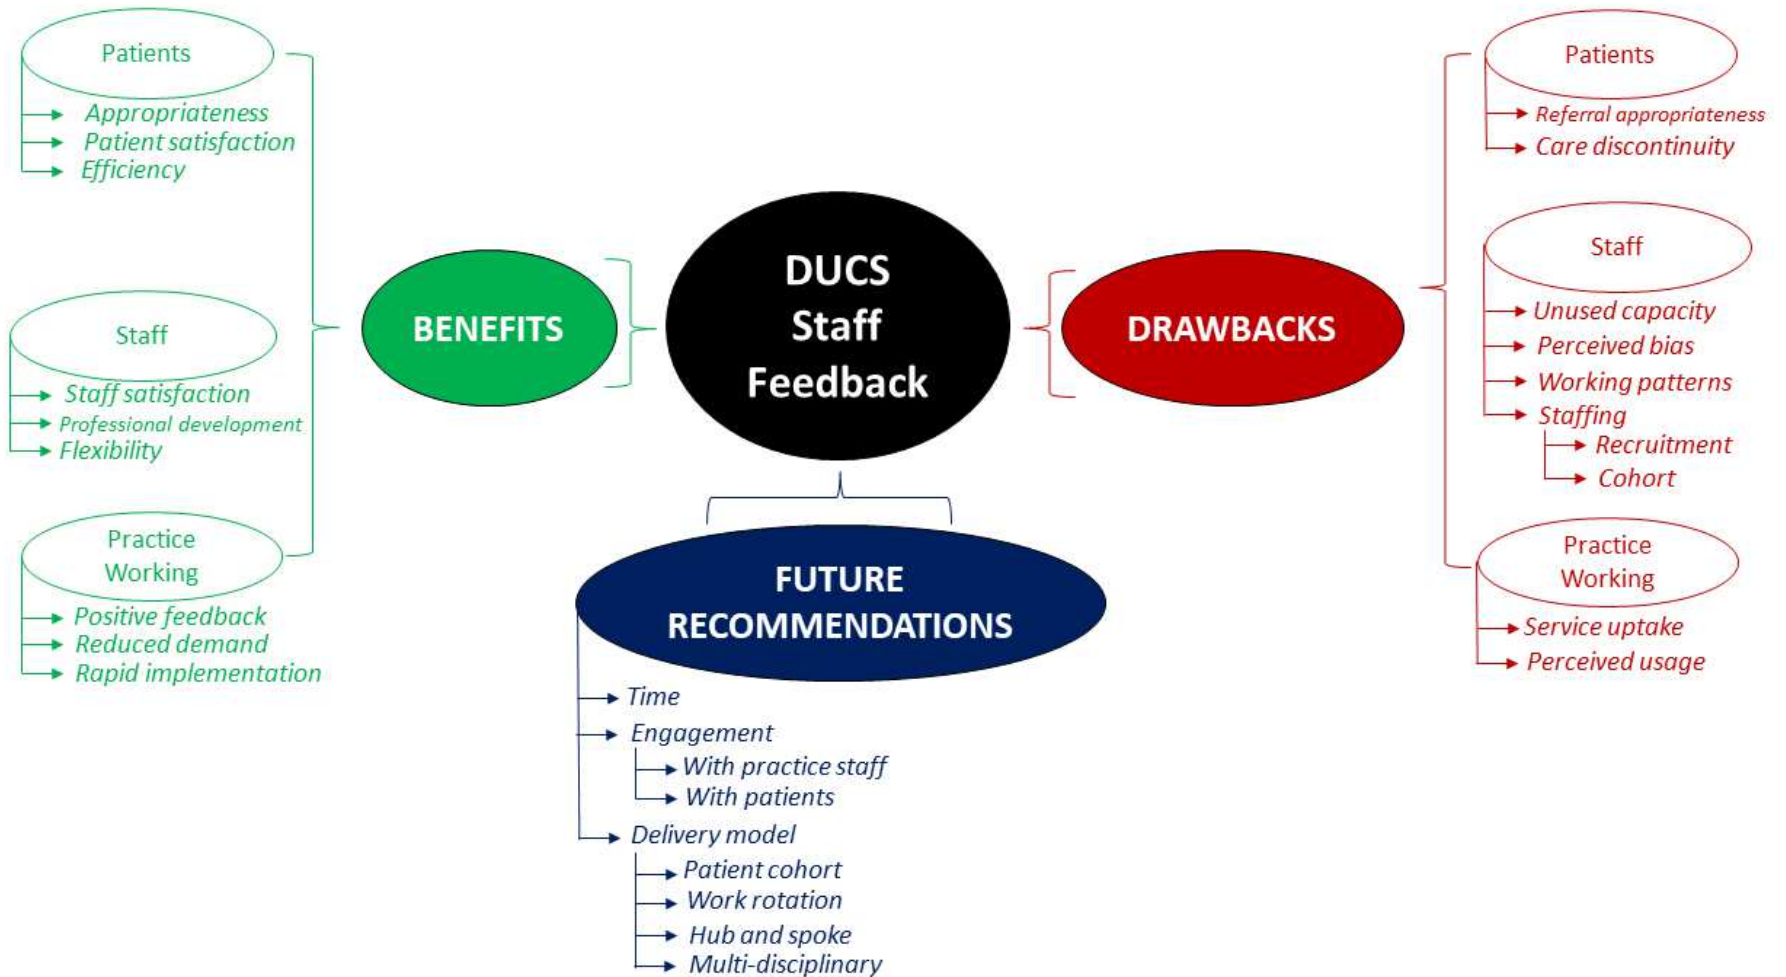 Patients
Appropriateness
Patient satisfaction
Efficiency
Staff
Staff satisfaction
Professional development
Flexibility
Practice
Working
Positive feedback
Reduced demand
Rapid implementation
BENEFITS
DUCS
Staff
Feedback
DRAWBACKS
Patients
Referral appropriateness
Care discontinuity
Staff
Unused capacity
Perceived bias
Working patterns
Staffing
Recruitment
Cohort
Practice
Working
Service uptake
Perceived usage
FUTURE
RECOMMENDATIONS
Time
Engagement
With practice staff
With patients
Delivery model
Patient cohort
Work rotation
Hub and spoke
Multi-disciplinary